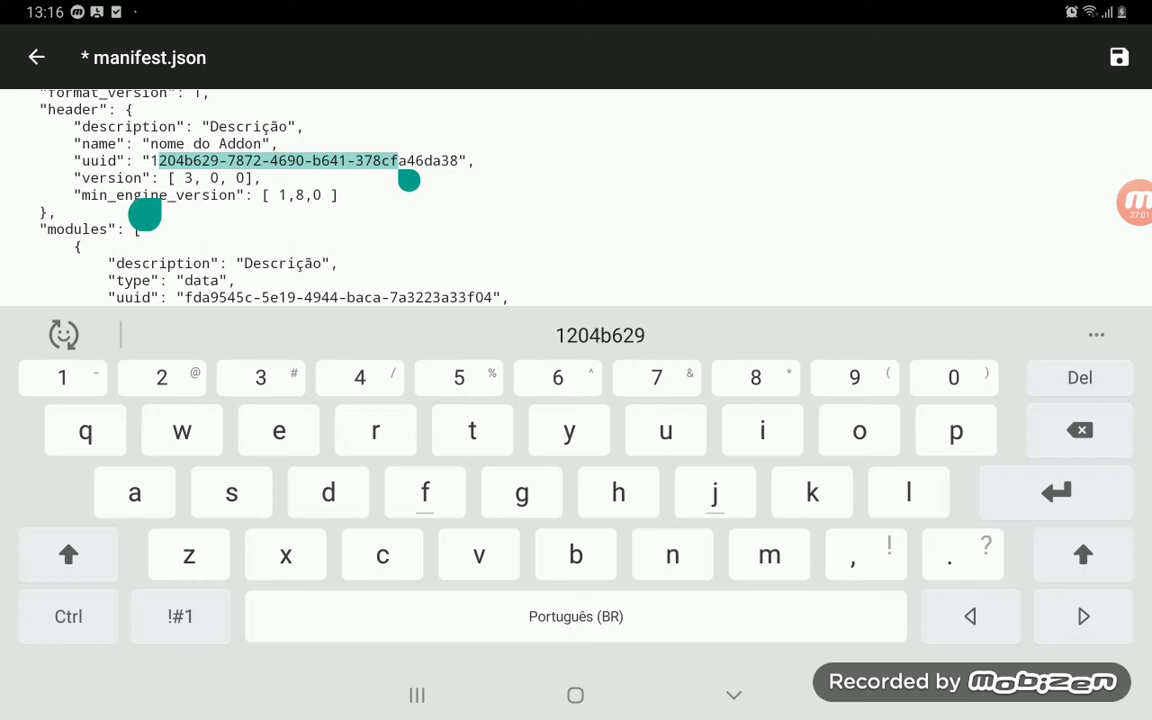 13:16
* manifest.json
"format_version": 1,
"header": {
"description": "Descrição",
"name": "nome do Addon",
"uuid": "1204b629-7872-4690-b641-378cfa46da38",
"version": [ 3, 0, 0],
"min_engine_version": [ 1,8,0 ]
},
"modules": [
{
"description": "Descrição",
"type": "data",
"uuid": "fda9545c-5e19-4944-baca-7a3223a33f04",
27:01
1204b629
1 - 2 @ 3 # 4 / 5 % 6 ^ 7 & 8 * 9 ( 0 ) Del
q w e r t y u i o p
a s d f g h j k l
z x c v b n m , ! . ?
Ctrl !#1 Português (BR)
Recorded by mobizen